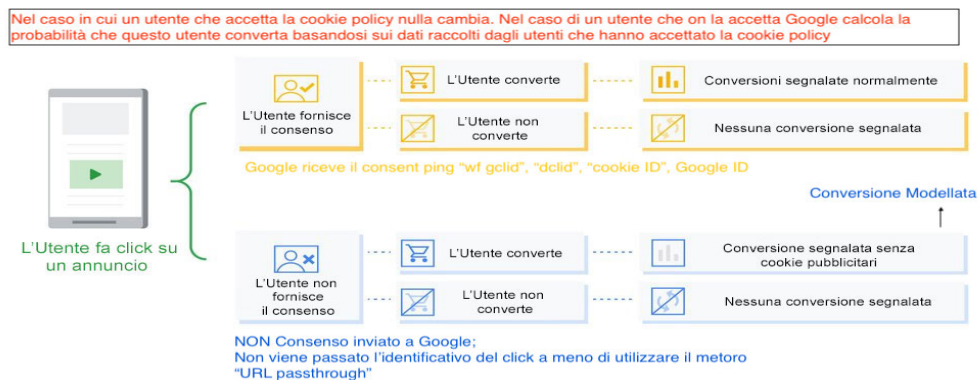 Nel caso in cui un utente che accetta la cookie policy nulla cambia. Nel caso di un utente che on la accetta Google calcola la
probabilità che questo utente converta basandosi sui dati raccolti dagli utenti che hanno accettato la cookie policy
L'Utente fa click su
un annuncio
L'Utente fornisce
il consenso
L'Utente converte
Conversioni segnalate normalmente
L'Utente non
converte
Nessuna conversione segnalata
Google riceve il consent ping "wf gclid", "dclid", "cookie ID", Google ID
Conversione Modellata
L'Utente non
fornisce
il consenso
L'Utente converte
Conversione segnalata senza
cookie pubblicitari
L'Utente non
converte
Nessuna conversione segnalata
NON Consenso inviato a Google;
Non viene passato l'identificativo del click a meno di utilizzare il metoro
"URL passthrough"